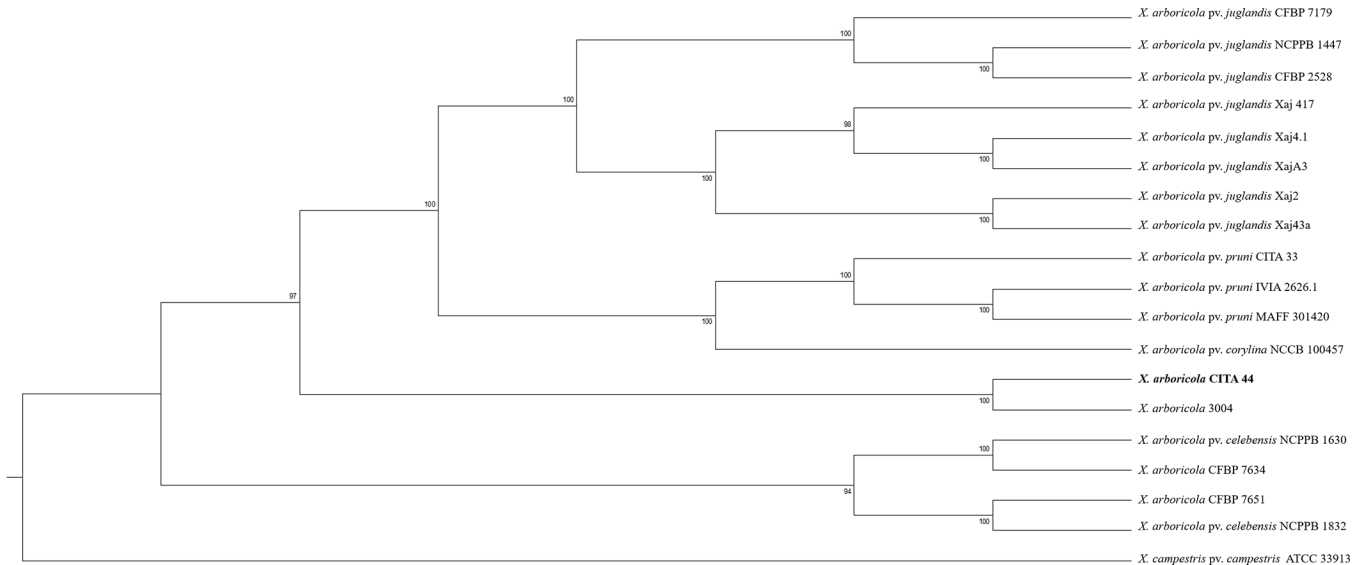 X. arboricola pv. juglandis CFBP 7179
100
X. arboricola pv. juglandis NCPPB 1447
100
X. arboricola pv. juglandis CFBP 2528
100
X. arboricola pv. juglandis Xaj 417
98
X. arboricola pv. juglandis Xaj4.1
100
X. arboricola pv. juglandis XajA3
100
X. arboricola pv. juglandis Xaj2
100
X. arboricola pv. juglandis Xaj43a
100
X. arboricola pv. pruni CITA 33
100
X. arboricola pv. pruni IVIA 2626.1
97
100
X. arboricola pv. pruni MAFF 301420
100
X. arboricola pv. corylina NCCB 100457
X. arboricola CITA 44
100
X. arboricola 3004
X. arboricola pv. celebensis NCPPB 1630
100
X. arboricola CFBP 7634
94
X. arboricola CFBP 7651
100
X. arboricola pv. celebensis NCPPB 1832
X. campestris pv. campestris ATCC 33913